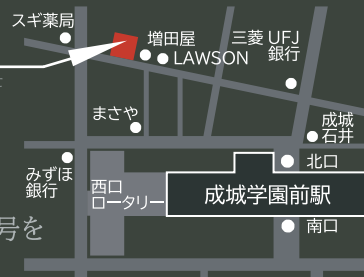 スギ薬局
増田屋
LAWSON
三菱 UFJ
銀行
まさや
成城
石井
みずほ
銀行
西口
ロータリー
北口
成城学園前駅
南口
号を